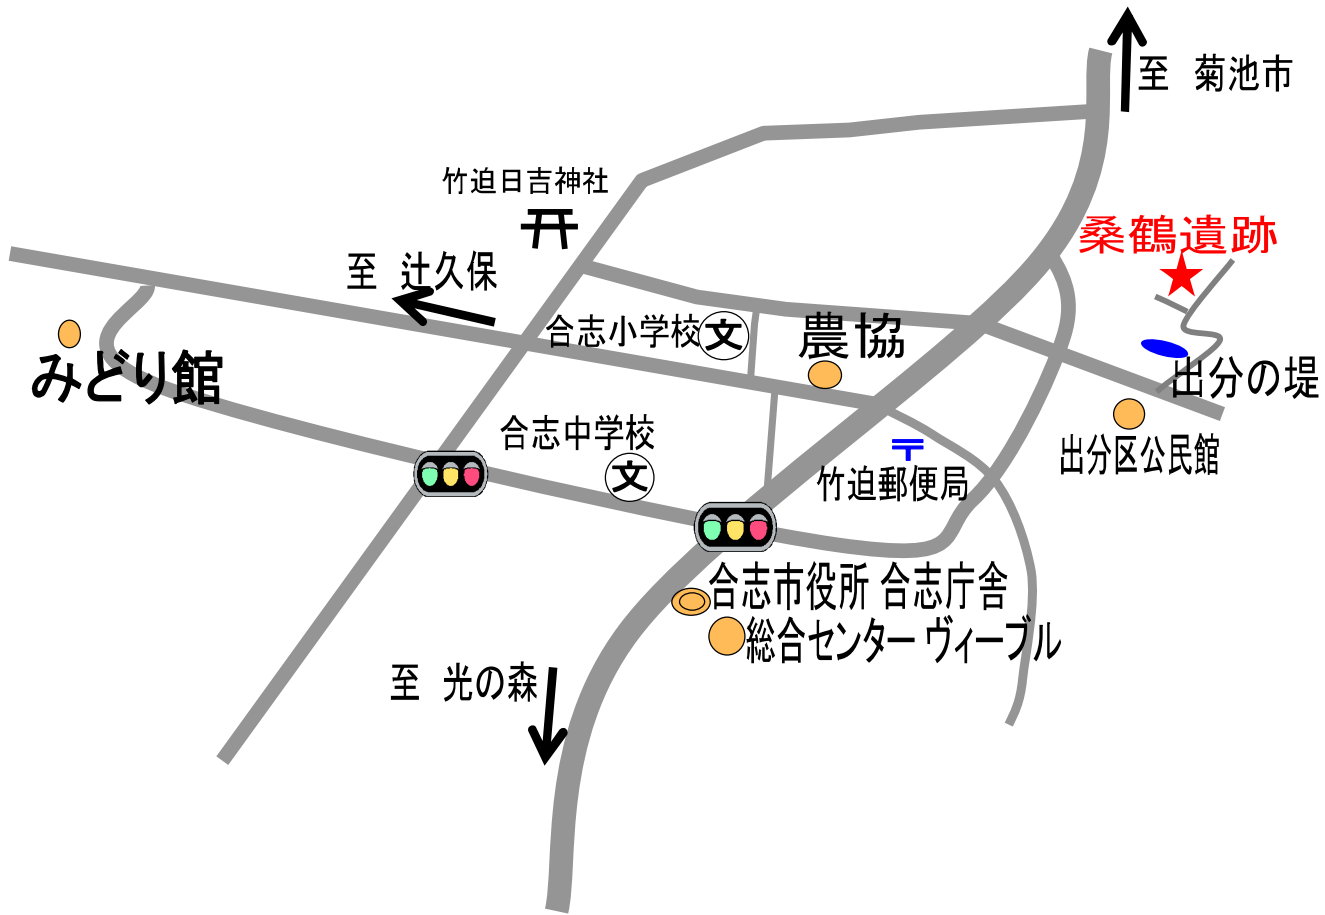 至 菊池市
竹迫日吉神社
桑鶴遺跡
至 辻久保
合志小学校
文
農協
みどり館
出分の堤
合志中学校
文
出分区公民館
〒
竹迫郵便局
合志市役所 合志庁舎
総合センター ヴィーブル
至 光の森